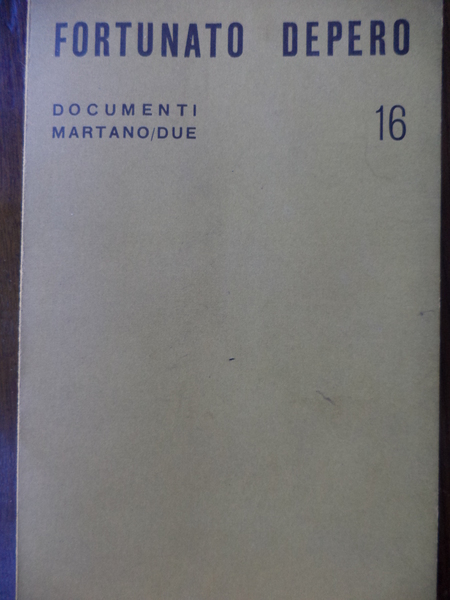 FORTUNATO DEPERO
DOCUMENTI
MARTANO/DUE 16